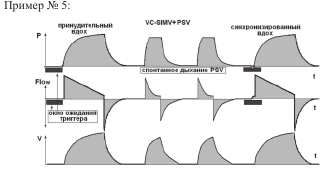 Пример № 5:
принудительный
вдох
VC-SIMV+PSV
синхронизированный
вдох
P
спонтанное дыхание PSV
t
Flow
t
окно ожидания
триггера
V
t